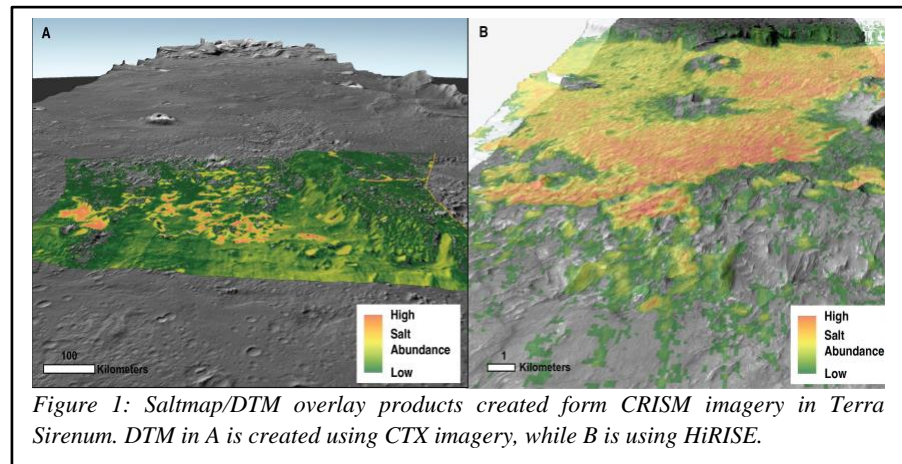 A
B
High
Salt
Abundance
Low
100
Kilometers
High
Salt
Abundance
Low
1
Kilometers
Figure 1: Saltmap/DTM overlay products created form CRISM imagery in Terra
Sirenum. DTM in A is created using CTX imagery, while B is using HiRISE.